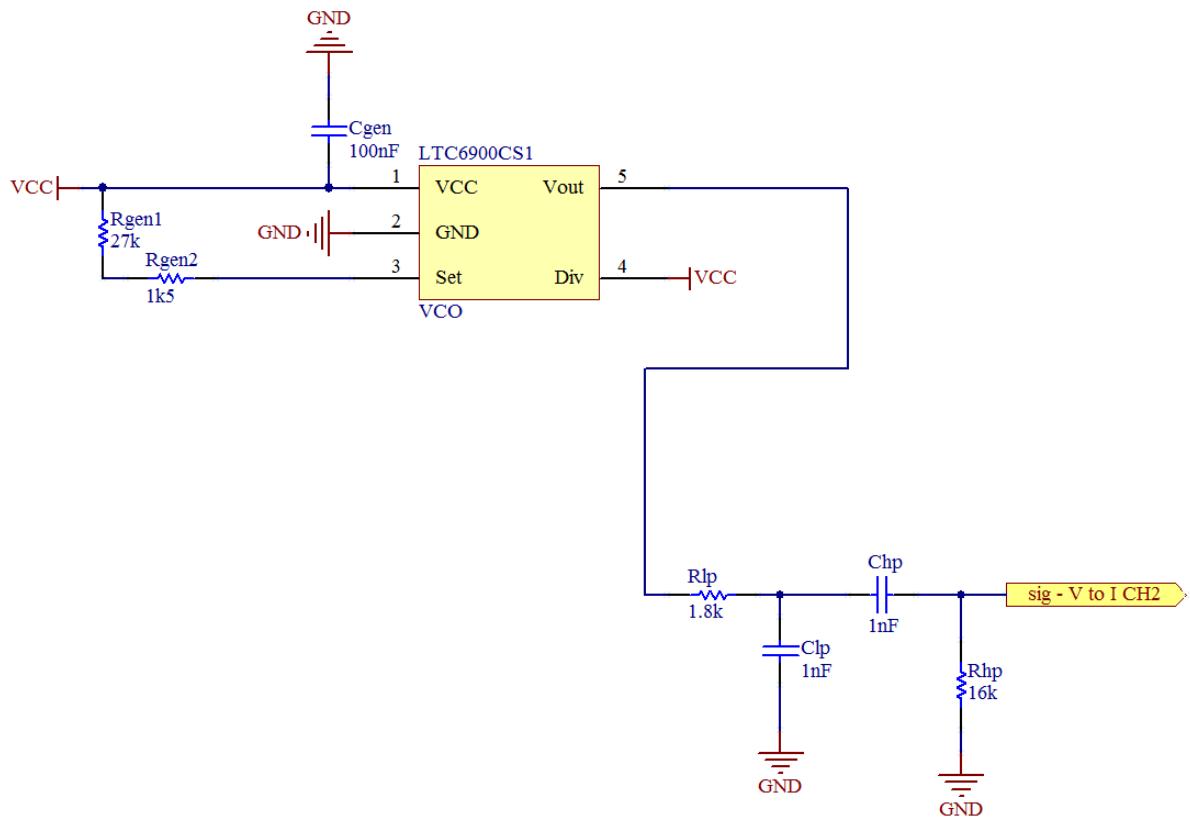 GND
Cgen
100nF
LTC6900CS1
VCC
1
VCC
Vout
5
Rgen1
27k
GND
2
GND
Rgen2
1k5
3
Set
Div
4
VCC
VCO
Rlp
1.8k
Chp
1nF
sig - V to I CH2
Clp
1nF
Rhp
16k
GND
GND